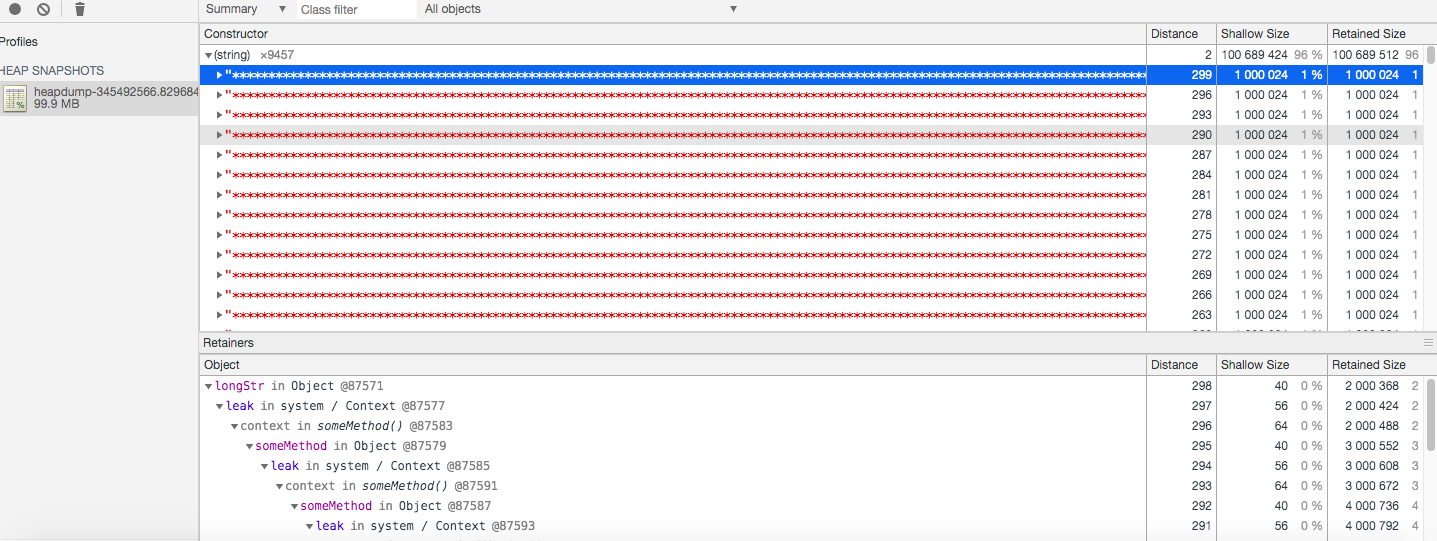 Summary ▼ Class filter All objects ▼
Profiles
HEAP SNAPSHOTS
heapdump-345492566.829684
99.9 MB
Constructor Distance Shallow Size Retained Size
▼(string) ×9457 2 100 689 424 96 % 100 689 512 96
299 1 000 024 1 % 1 000 024 1
296 1 000 024 1 % 1 000 024 1
293 1 000 024 1 % 1 000 024 1
290 1 000 024 1 % 1 000 024 1
287 1 000 024 1 % 1 000 024 1
284 1 000 024 1 % 1 000 024 1
281 1 000 024 1 % 1 000 024 1
278 1 000 024 1 % 1 000 024 1
275 1 000 024 1 % 1 000 024 1
272 1 000 024 1 % 1 000 024 1
269 1 000 024 1 % 1 000 024 1
266 1 000 024 1 % 1 000 024 1
263 1 000 024 1 % 1 000 024 1
Retainers
Object Distance Shallow Size Retained Size
▼longStr in Object @87571 298 40 0 % 2 000 368 2
▼leak in system / Context @87577 297 56 0 % 2 000 424 2
▼context in someMethod() @87583 296 64 0 % 2 000 488 2
▼someMethod in Object @87579 295 40 0 % 3 000 552 3
▼leak in system / Context @87585 294 56 0 % 3 000 608 3
▼context in someMethod() @87591 293 64 0 % 3 000 672 3
▼someMethod in Object @87587 292 40 0 % 4 000 736 4
▼leak in system / Context @87593 291 56 0 % 4 000 792 4